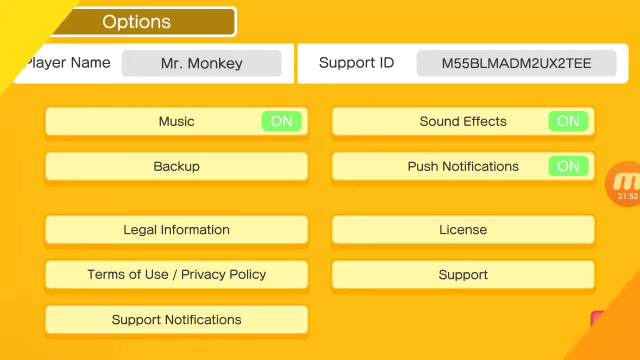 Options
Player Name Mr. Monkey Support ID M55BLMADM2UX2TEE
Music ON Sound Effects ON
Backup Push Notifications ON
21:53
Legal Information License
Terms of Use / Privacy Policy Support
Support Notifications